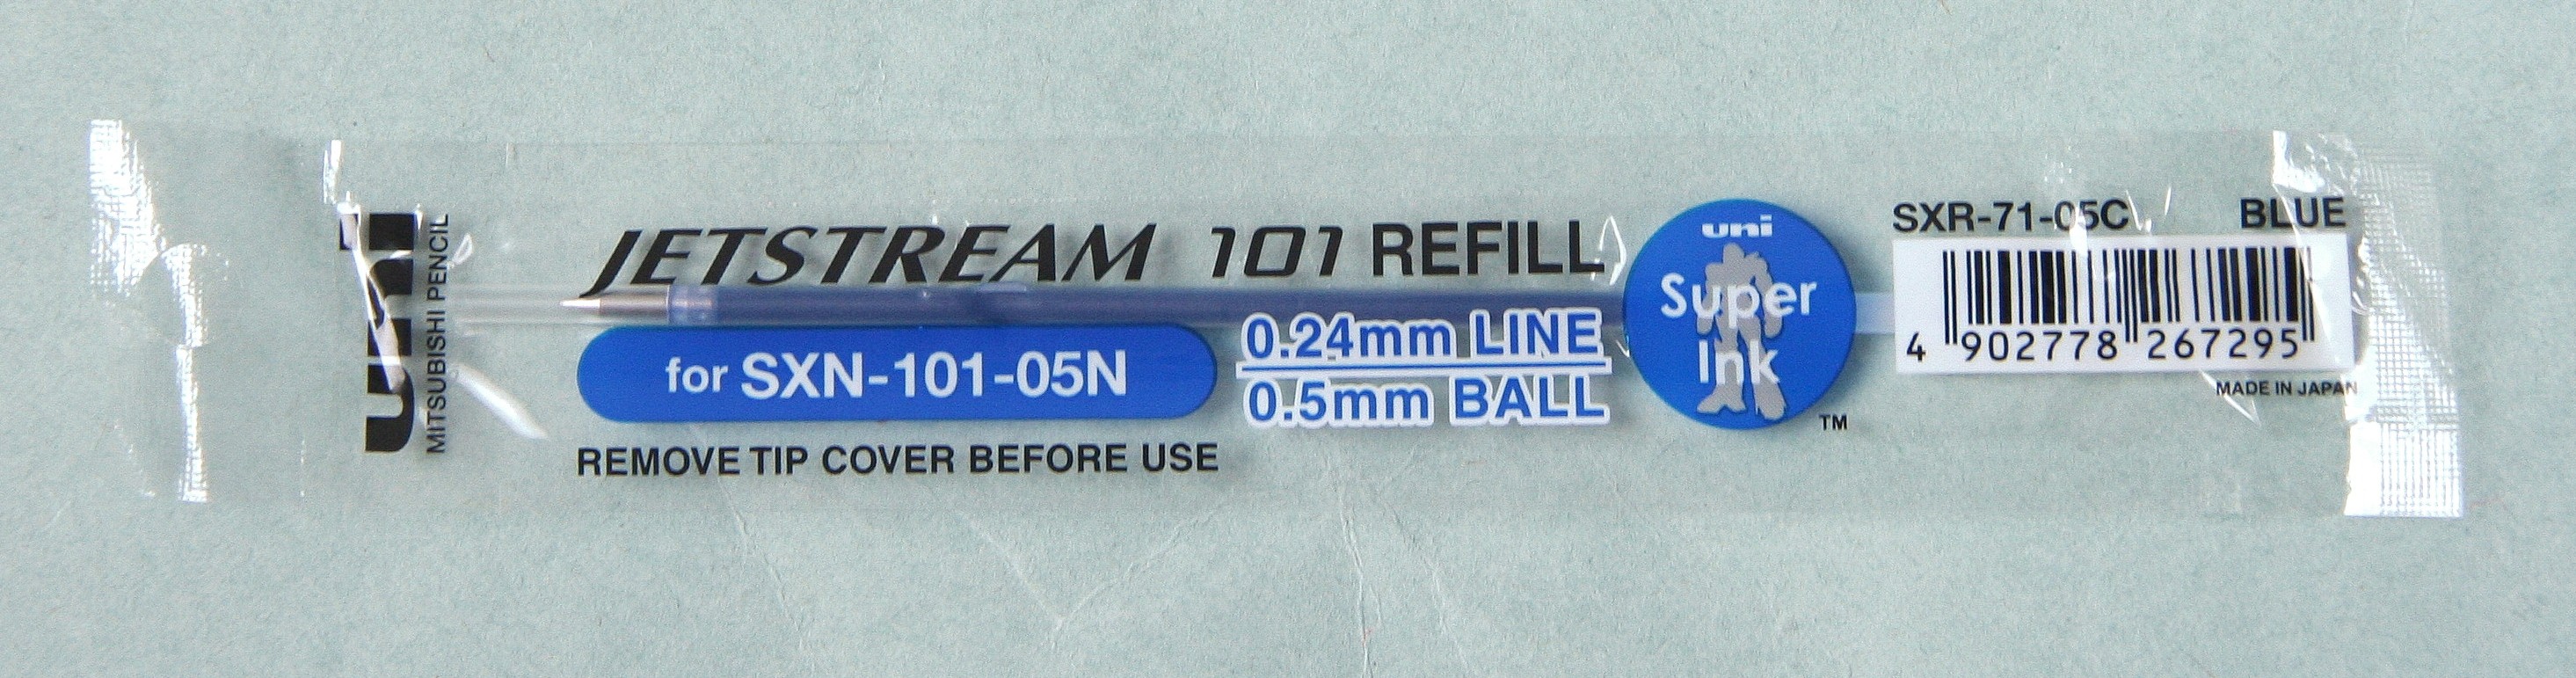 uni
MITSUBISHI PENCIL
JETSTREAM 101 REFILL
for SXN-101-05N
REMOVE TIP COVER BEFORE USE
0.24mm LINE
0.5mm BALL
uni
Super
Ink
TM
SXR-71-05C BLUE
4 902778 267295
MADE IN JAPAN